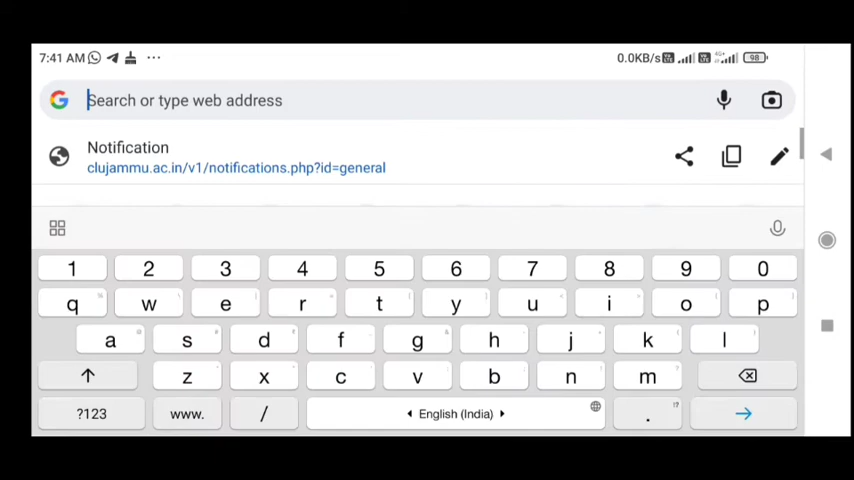 7:41 AM ... 0.0KB/s 4G+ 98
Search or type web address
Notification
clujammu.ac.in/v1/notifications.php?id=general
1 2 3 4 5 6 7 8 9 0
q w e r t y u i o p
a s d f g h j k l
z x c v b n m
?123 www. / English (India) .